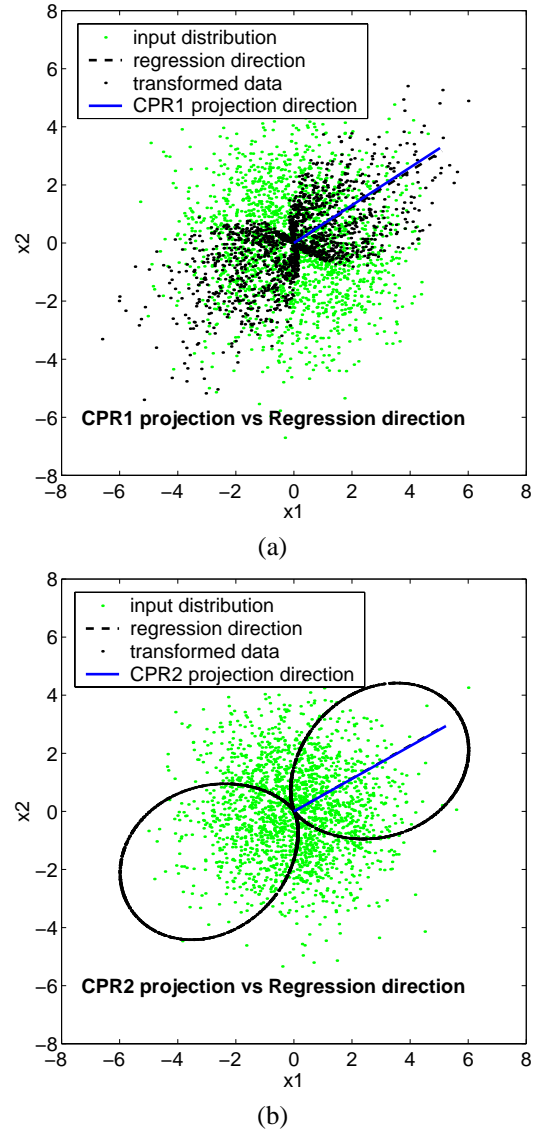 8
input distribution
regression direction
transformed data
CPR1 projection direction
6
4
2
x2
0
−2
−4
−6
CPR1 projection vs Regression direction
−8
−8 −6 −4 −2 0 2 4 6 8
x1
(a)
8
input distribution
regression direction
transformed data
CPR2 projection direction
6
4
2
x2
0
−2
−4
−6
CPR2 projection vs Regression direction
−8
−8 −6 −4 −2 0 2 4 6 8
x1
(b)